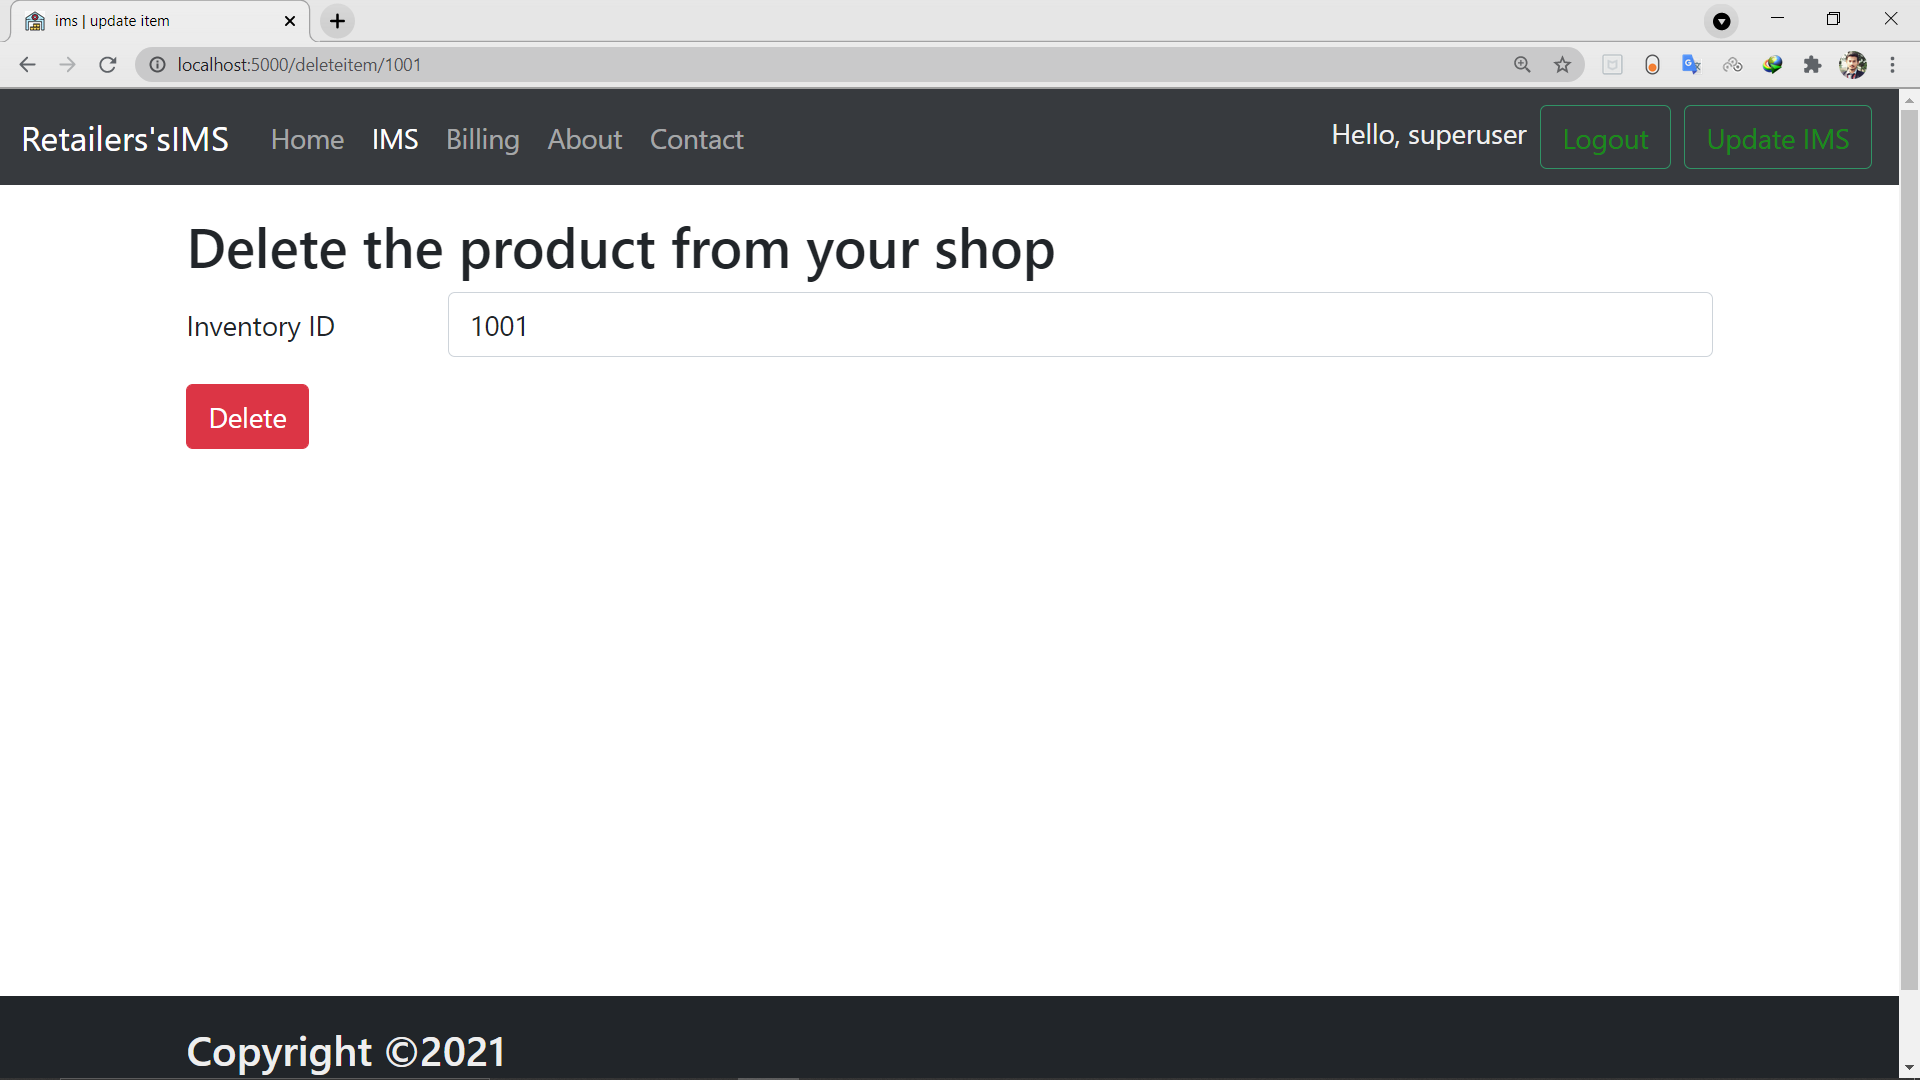 ims | update item
localhost:5000/deleteitem/1001
Retailers'sIMS Home IMS Billing About Contact Hello, superuser Logout Update IMS
Delete the product from your shop
Inventory ID 1001
Delete
Copyright ©2021